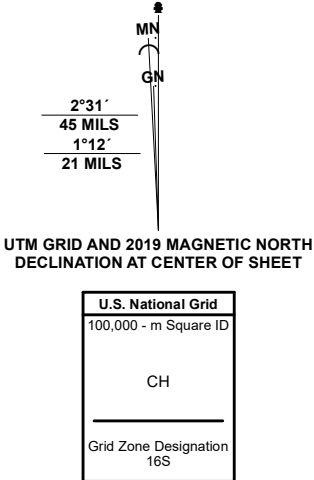 MN
GN
2°31´
45 MILS
1°12´
21 MILS
UTM GRID AND 2019 MAGNETIC NORTH
DECLINATION AT CENTER OF SHEET
U.S. National Grid
100,000 - m Square ID
CH
Grid Zone Designation
16S